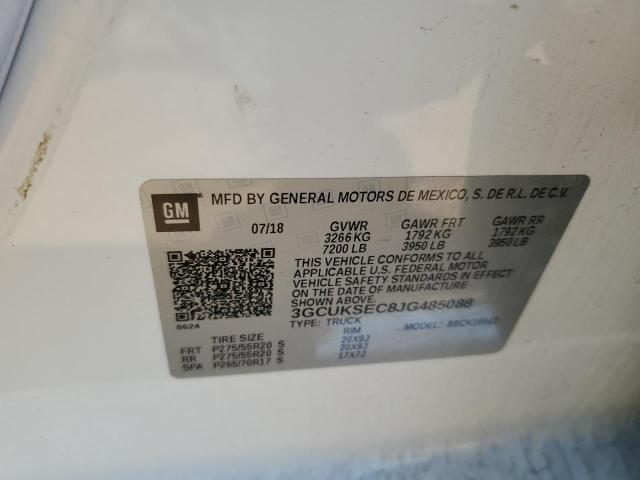 GM
MFD BY GENERAL MOTORS DE MEXICO, S. DE R.L. DE C.V.
07/18 GVWR GAWR FRT GAWR RR
3266 KG 1792 KG 1792 KG
7200 LB 3950 LB 3950 LB
THIS VEHICLE CONFORMS TO ALL
APPLICABLE U.S. FEDERAL MOTOR
VEHICLE SAFETY STANDARDS IN EFFECT
ON THE DATE OF MANUFACTURE
SHOWN ABOVE.
3GCUKSEC8JG485088
8624
TYPE: TRUCK MODEL:
TIRE SIZE RIM
FRT P275/55R20 S 20X9J
RR P275/55R20 S 20X9J
SPA P265/70R17 S 17X7J